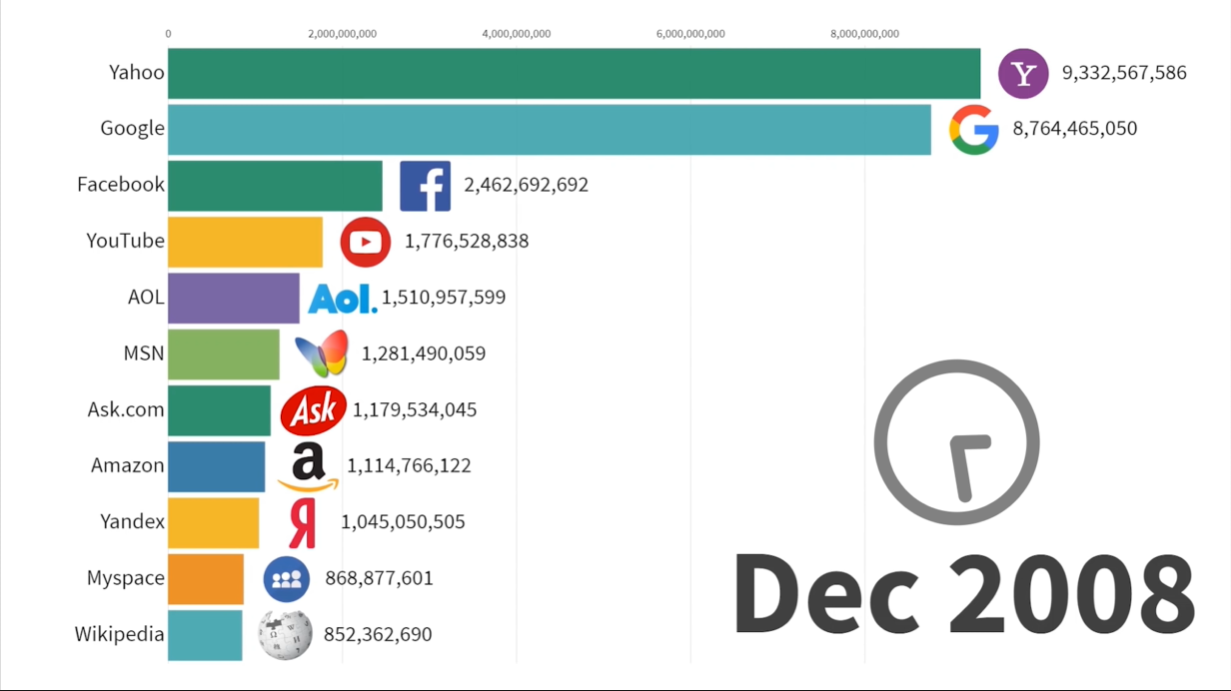 0 2,000,000,000 4,000,000,000 6,000,000,000 8,000,000,000
Yahoo Y 9,332,567,586
Google G 8,764,465,050
Facebook f 2,462,692,692
YouTube 1,776,528,838
AOL Aol. 1,510,957,599
MSN 1,281,490,059
Ask.com Ask 1,179,534,045
Amazon a 1,114,766,122
Yandex Я 1,045,050,505
Myspace 868,877,601
Wikipedia 852,362,690
Dec 2008